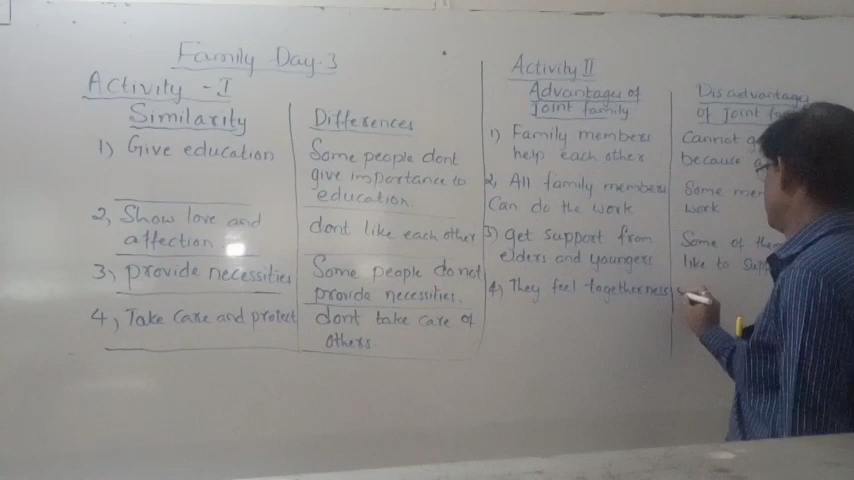 Family Day-3
Activity - I
Similarity
1) Give education
2, Show love and
affection
3, provide necessities
4, Take care and protect
Differences
Some people dont
give importance to
education.
dont like each other
Some people do not
provide necessities.
dont take care of
others.
Activity II
Advantages of
Joint family
1) Family members
help each other
2, All family members
Can do the work
3) get support from
elders and youngers
4, They feel togetherness
Disadvantages
of Joint
Cannot
because
Some
work
Some of
like to